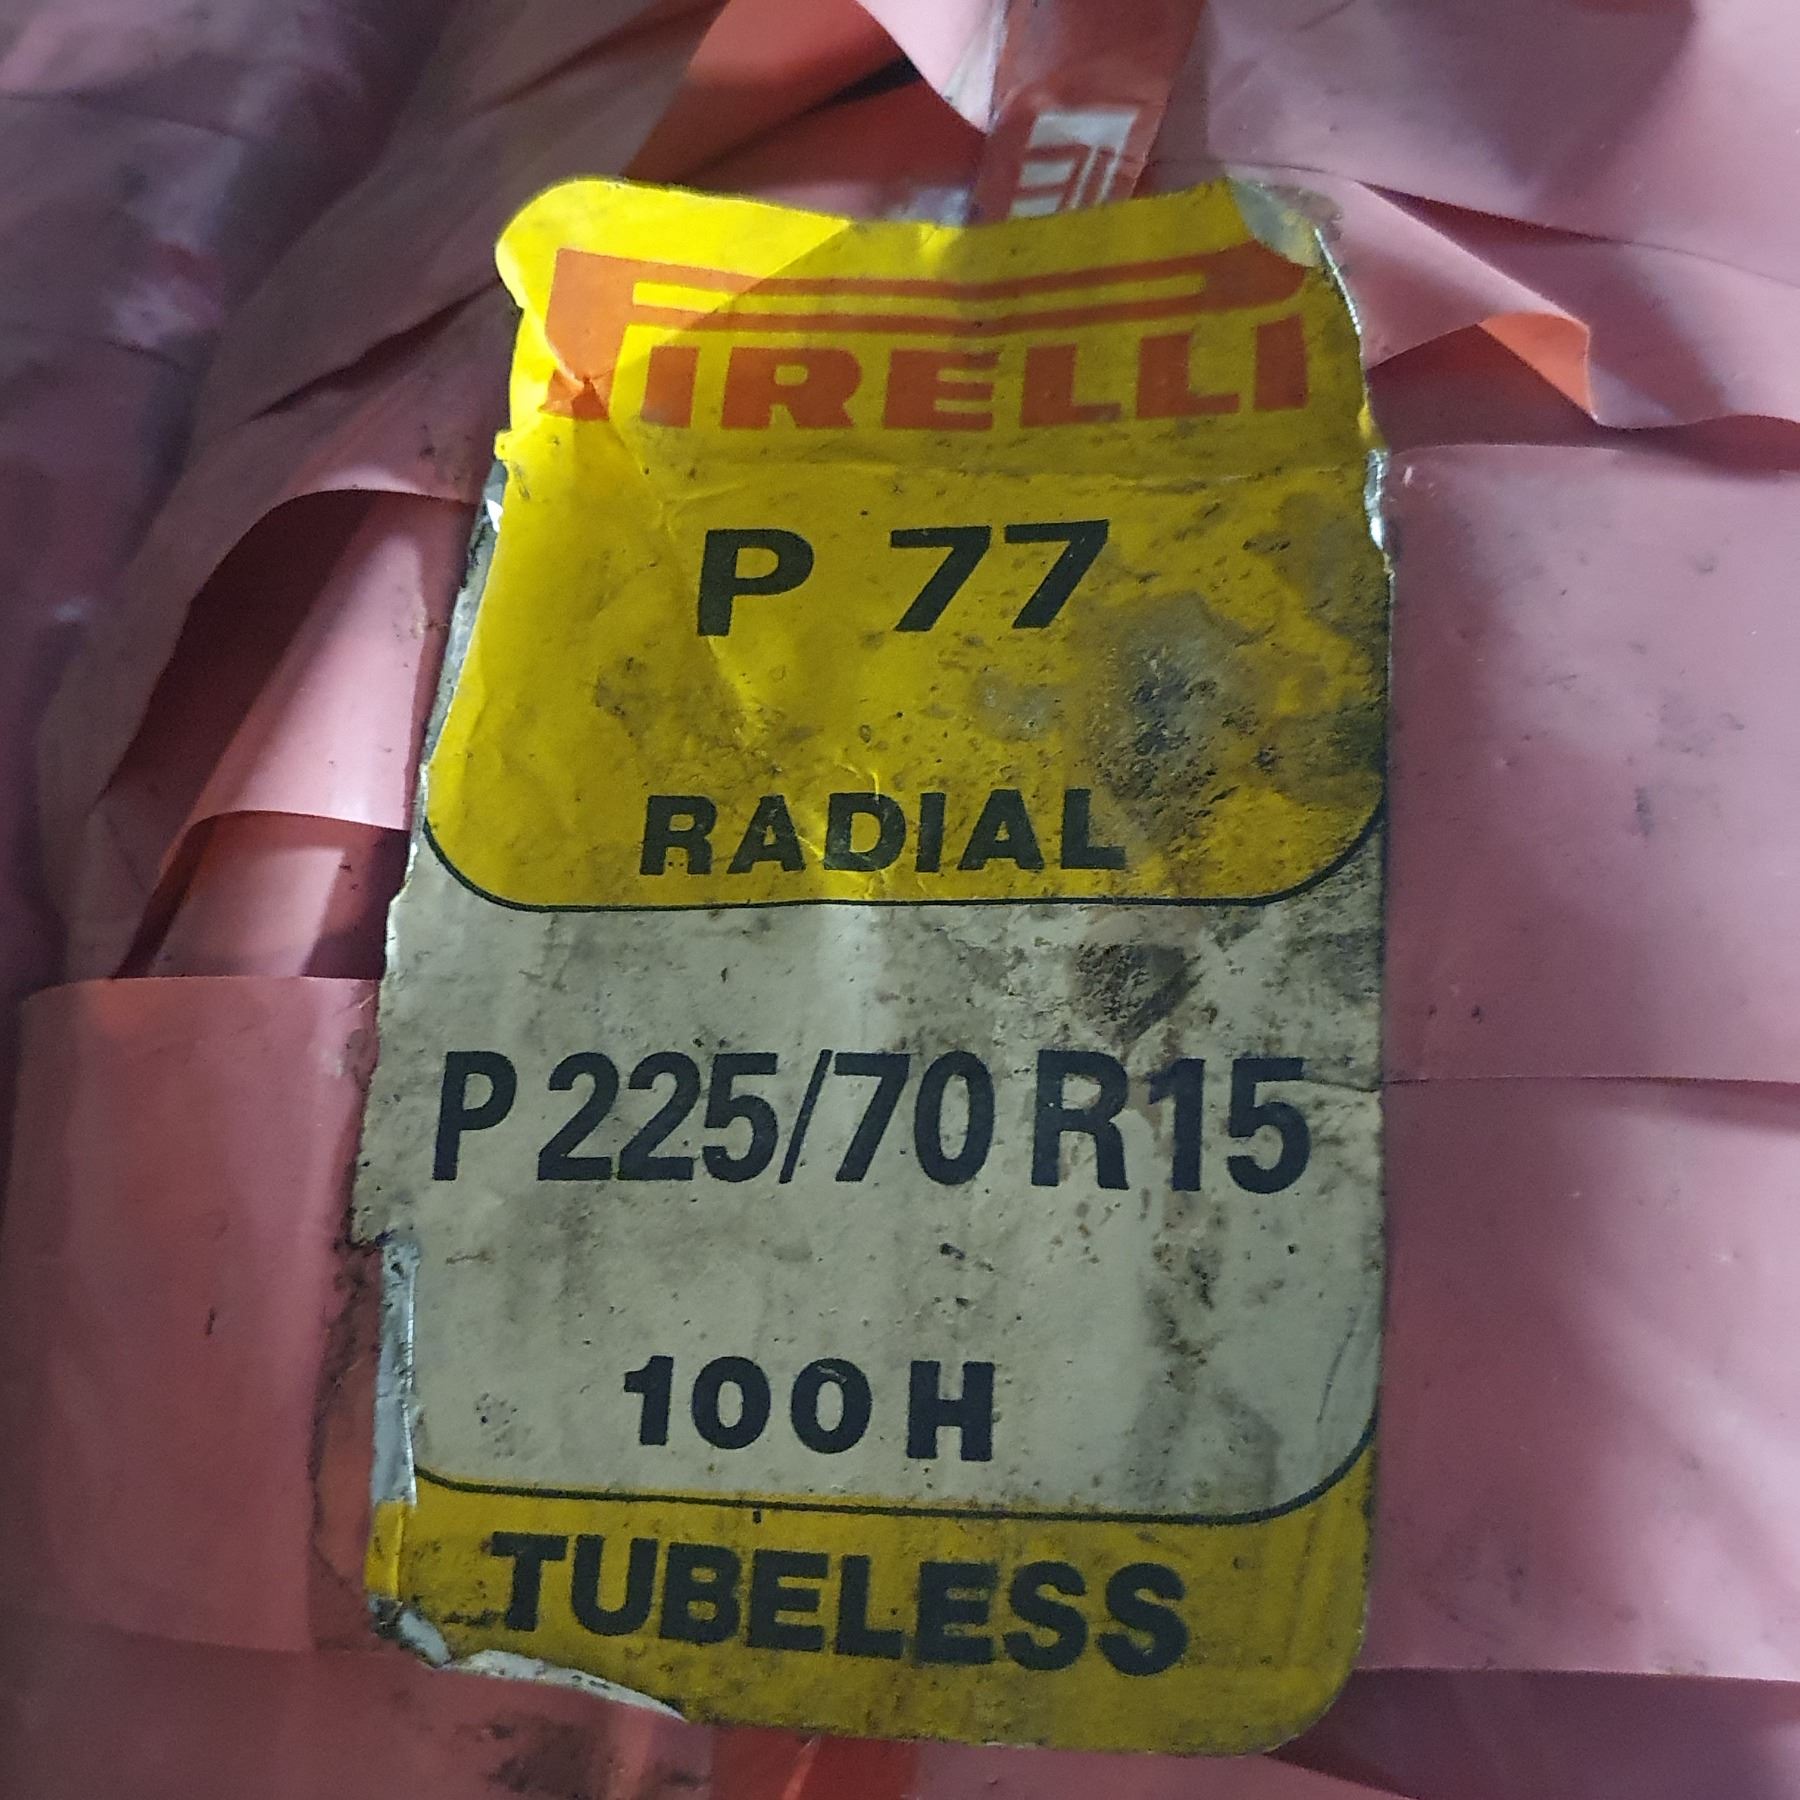 PIRELLI
P 77
RADIAL
P 225/70 R15
100 H
TUBELESS